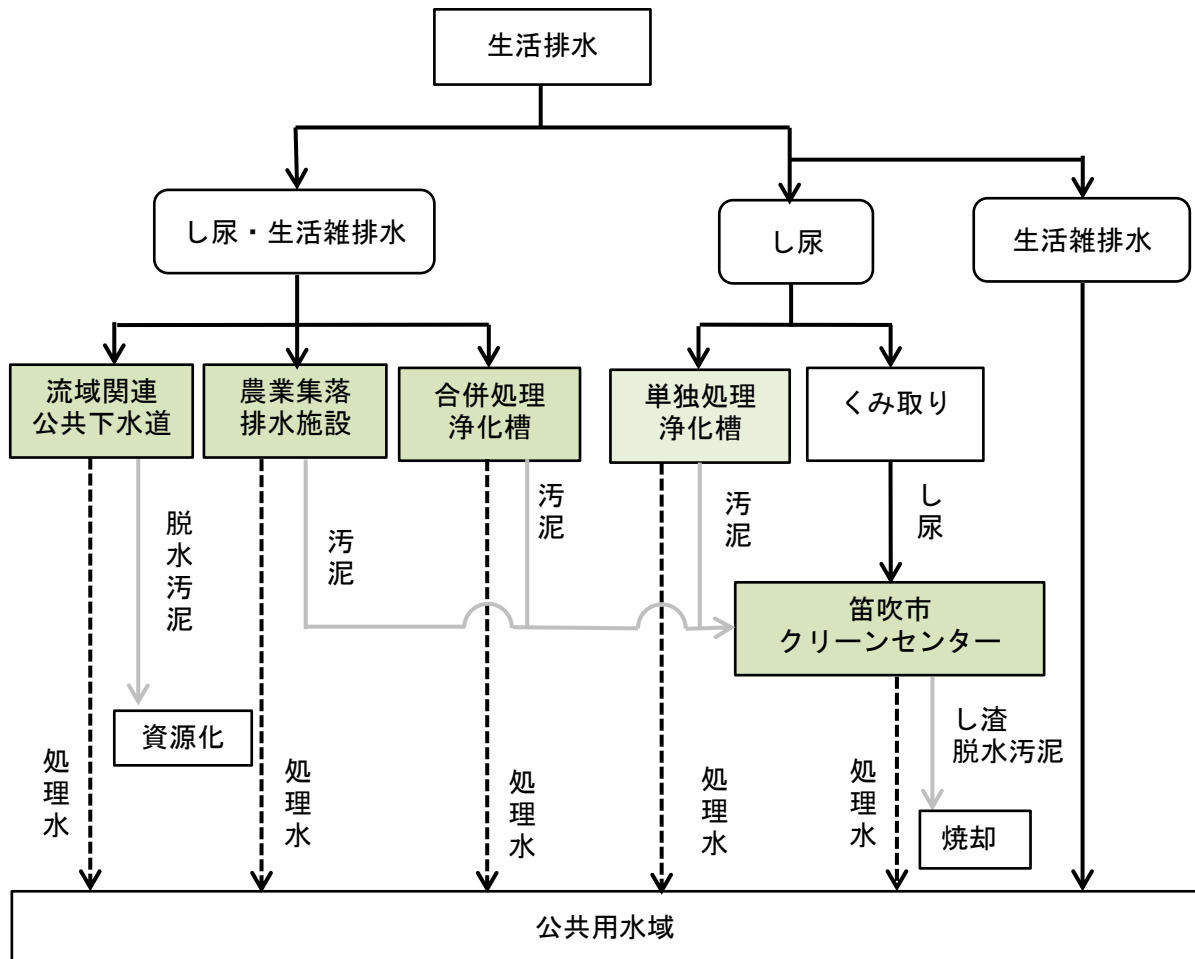 生活排水
し尿・生活雑排水
し尿
生活雑排水
流域関連
公共下水道
農業集落
排水施設
合併処理
浄化槽
単独処理
浄化槽
くみ取り
脱水汚泥
汚泥
汚泥
汚泥
し尿
笛吹市
クリーンセンター
資源化
し渣
脱水汚泥
処理水
処理水
処理水
処理水
処理水
焼却
公共用水域